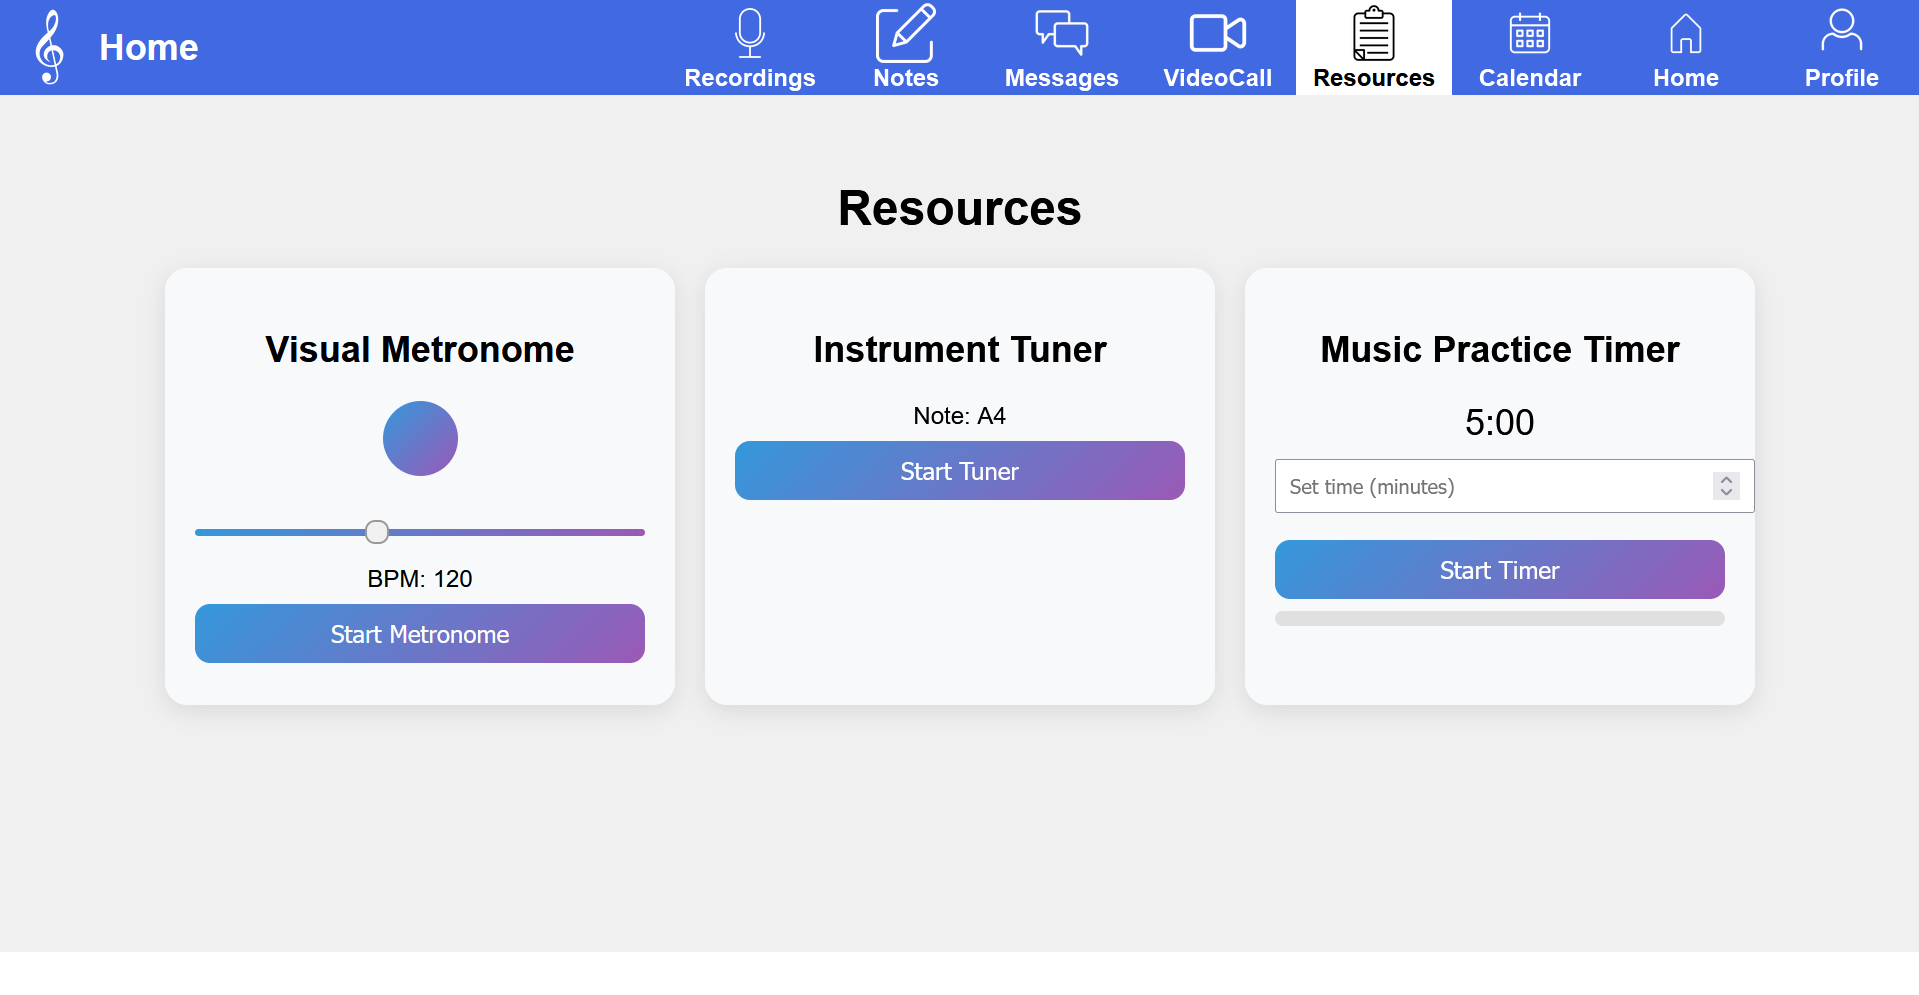 Home
Recordings
Notes
Messages
VideoCall
Resources
Calendar
Home
Profile
Resources
Visual Metronome
BPM: 120
Start Metronome
Instrument Tuner
Note: A4
Start Tuner
Music Practice Timer
5:00
Set time (minutes)
Start Timer